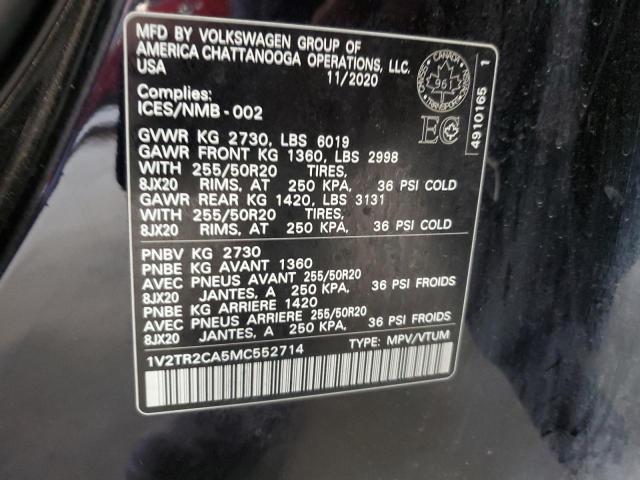 MFD BY VOLKSWAGEN GROUP OF
AMERICA CHATTANOOGA OPERATIONS, LLC.
USA 11/2020
Complies:
ICES/NMB-002
GVWR KG 2730, LBS 6019
GAWR FRONT KG 1360, LBS 2998
WITH 255/50R20 TIRES,
8JX20 RIMS, AT 250 KPA, 36 PSI COLD
GAWR REAR KG 1420, LBS 3131
WITH 255/50R20 TIRES,
8JX20 RIMS, AT 250 KPA, 36 PSI COLD
PNBV KG 2730
PNBE KG AVANT 1360
AVEC PNEUS AVANT 255/50R20
8JX20 JANTES, A 250 KPA, 36 PSI FROIDS
PNBE KG ARRIERE 1420
AVEC PNEUS ARRIERE 255/50R20
8JX20 JANTES, A 250 KPA, 36 PSI FROIDS
1V2TR2CA5MC552714 TYPE: MPV/VTUM
CANADA
961
TRANSPORT
EC
4910165 1